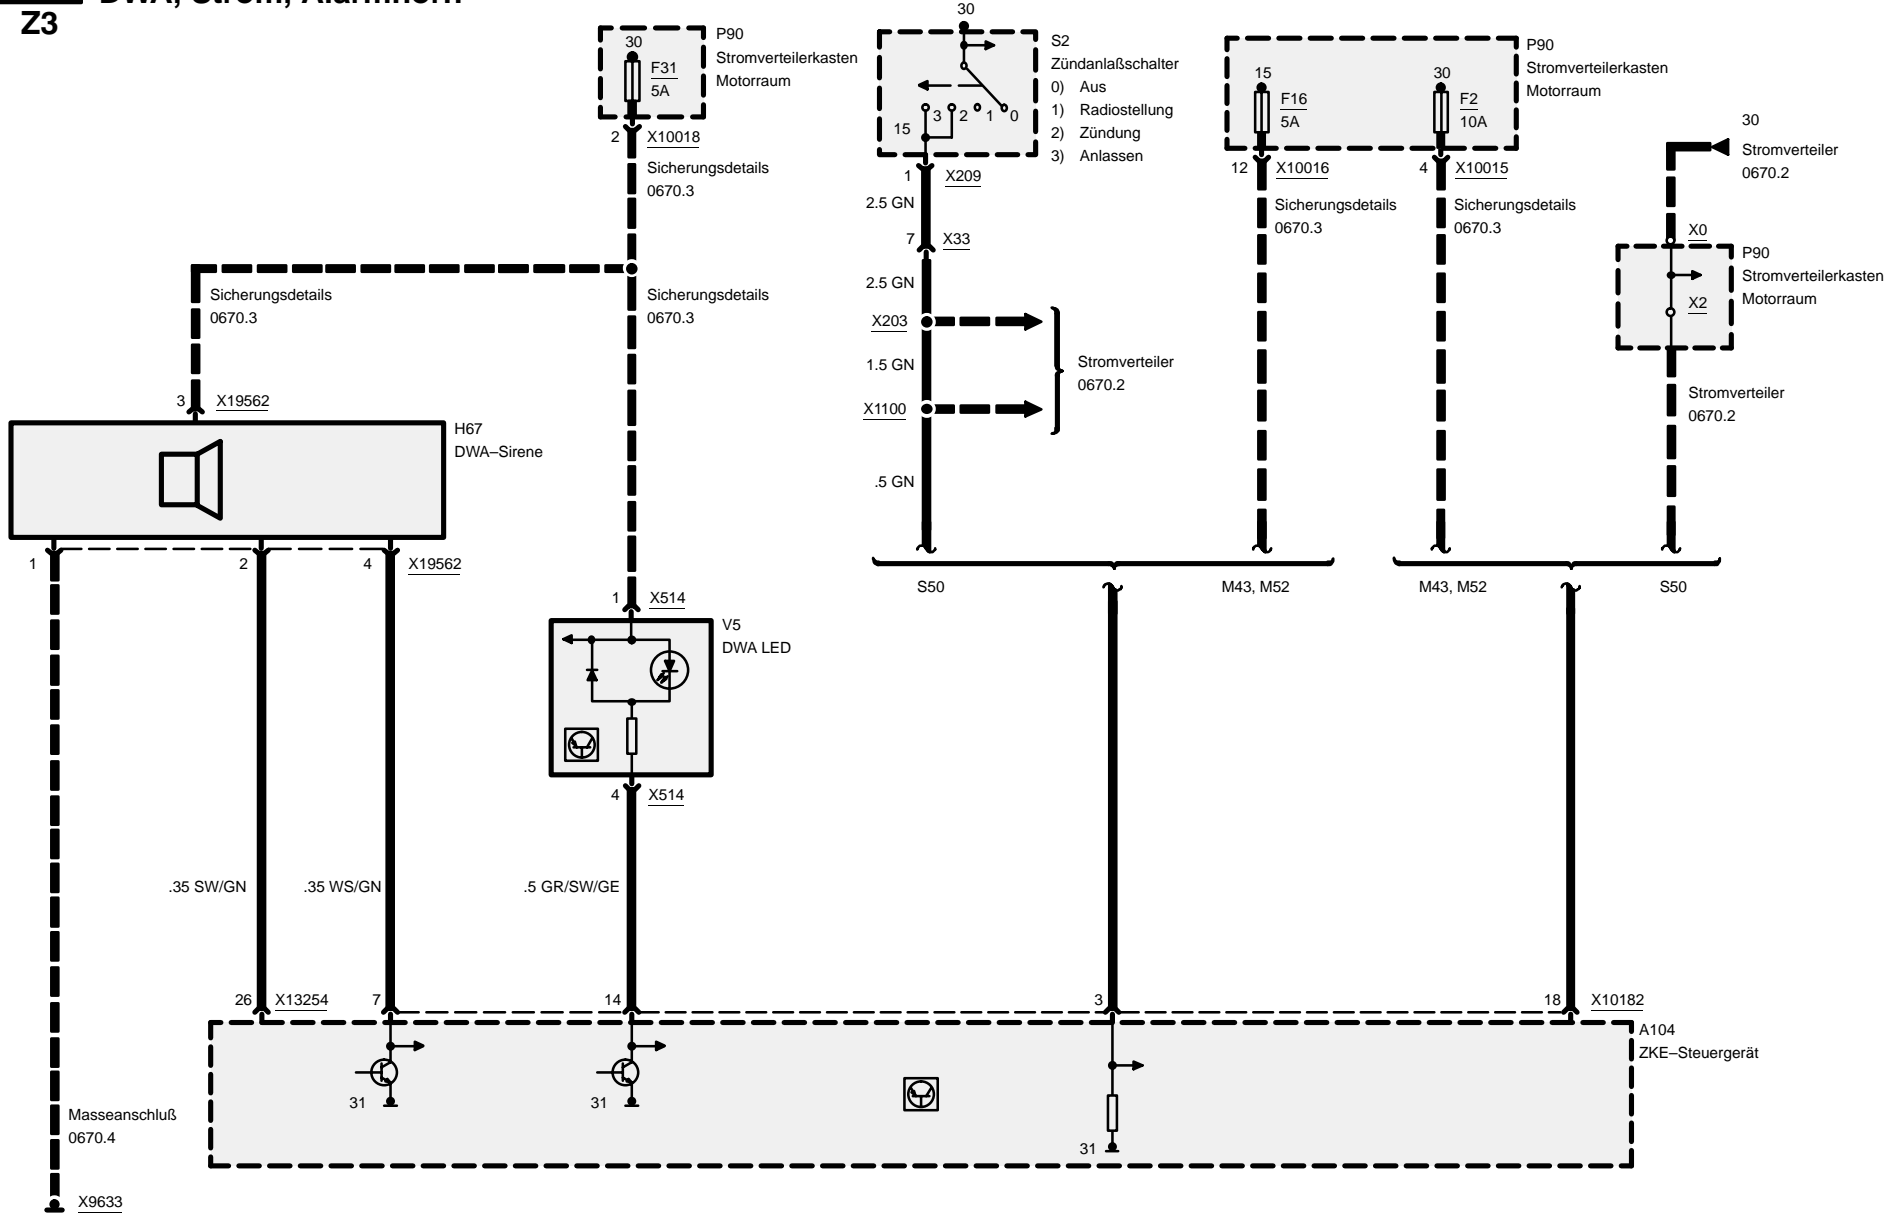 Z3
30
F31
5A
P90
Stromverteilerkasten
Motorraum
2
X10018
Sicherungsdetails
0670.3
Sicherungsdetails
0670.3
Sicherungsdetails
0670.3
3
X19562
H67
DWA–Sirene
1
2
4
X19562
30
S2
Zündanlaßschalter
0) Aus
1) Radiostellung
2) Zündung
3) Anlassen
3 2 1 0
15
1
X209
2.5 GN
7
X33
2.5 GN
X203
1.5 GN
X1100
.5 GN
Stromverteiler
0670.2
15
F16
5A
30
F2
10A
P90
Stromverteilerkasten
Motorraum
12
X10016
Sicherungsdetails
0670.3
4
X10015
Sicherungsdetails
0670.3
30
Stromverteiler
0670.2
X0
P90
Stromverteilerkasten
Motorraum
X2
Stromverteiler
0670.2
S50
M43, M52
M43, M52
S50
1
X514
V5
DWA LED
4
X514
.35 SW/GN
.35 WS/GN
.5 GR/SW/GE
26
X13254
7
14
3
18
X10182
A104
ZKE–Steuergerät
31
31
31
Masseanschluß
0670.4
X9633